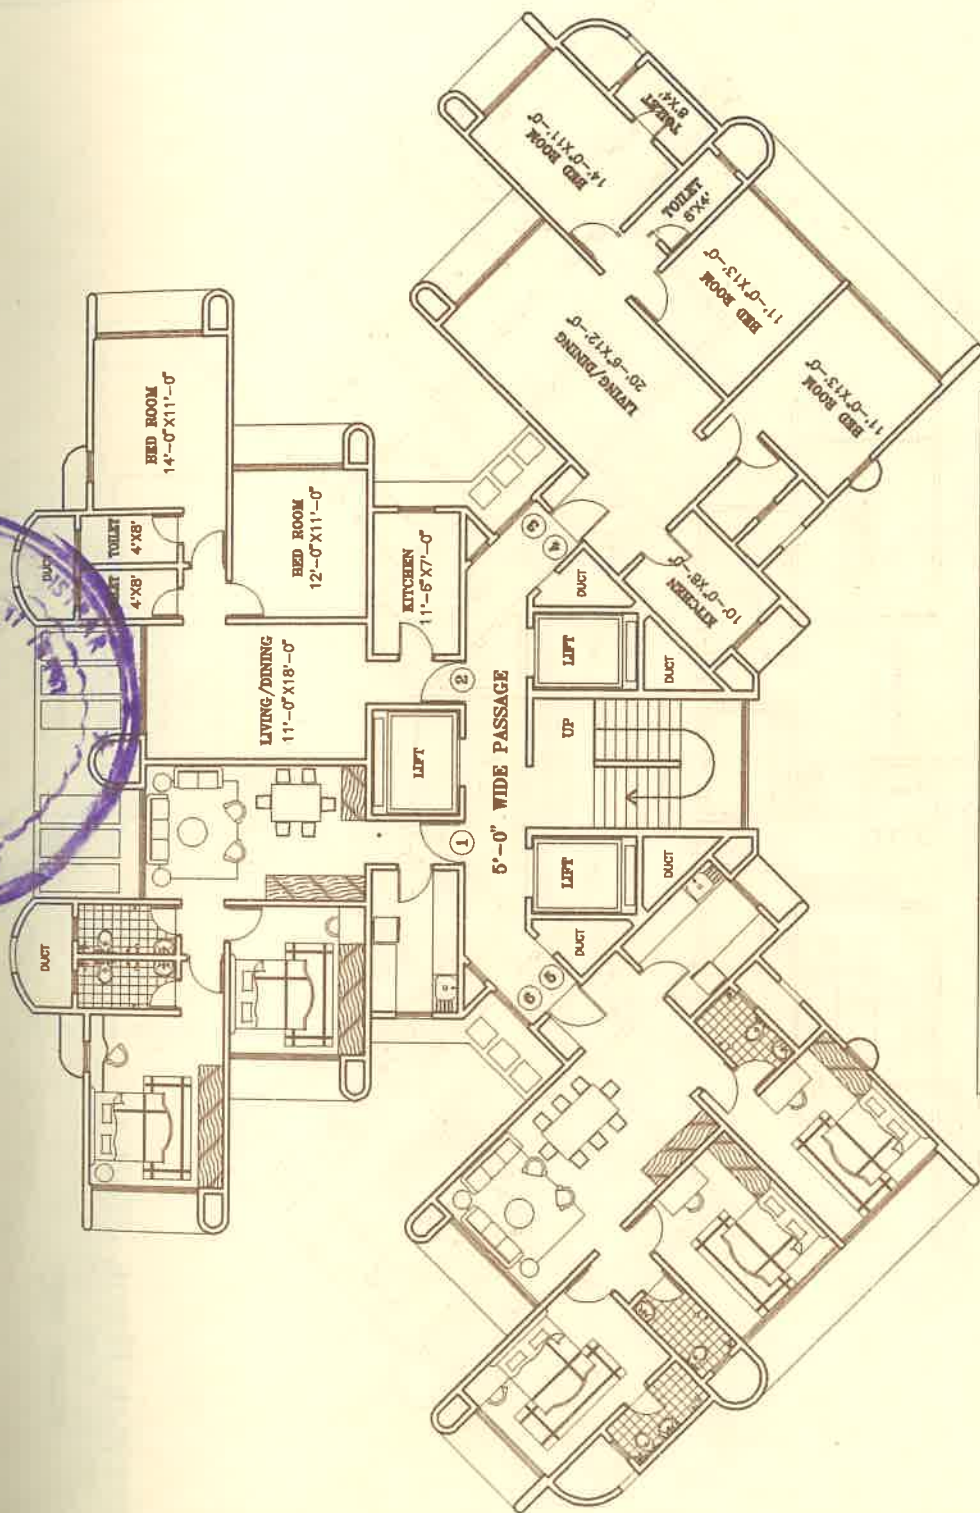 TOILET
8'X4'
BED ROOM
14'-0"X11'-0"
TOILET
8'X4'
BED ROOM
11'-0"X13'-0"
LIVING/DINING
20'-6"X12'-0"
BED ROOM
11'-0"X13'-0"
KITCHEN
10'-0"X8'-0"
BED ROOM
14'-0"X11'-0"
TOILET
4'X8'
4'X8'
BED ROOM
12'-0"X11'-0"
KITCHEN
11'-6"X7'-0"
LIVING/DINING
11'-0"X18'-0"
3
4
DUCT
LIFT
DUCT
2
LIFT
1
5'-0" WIDE PASSAGE
UP
LIFT
DUCT
DUCT
5
6
DUCT